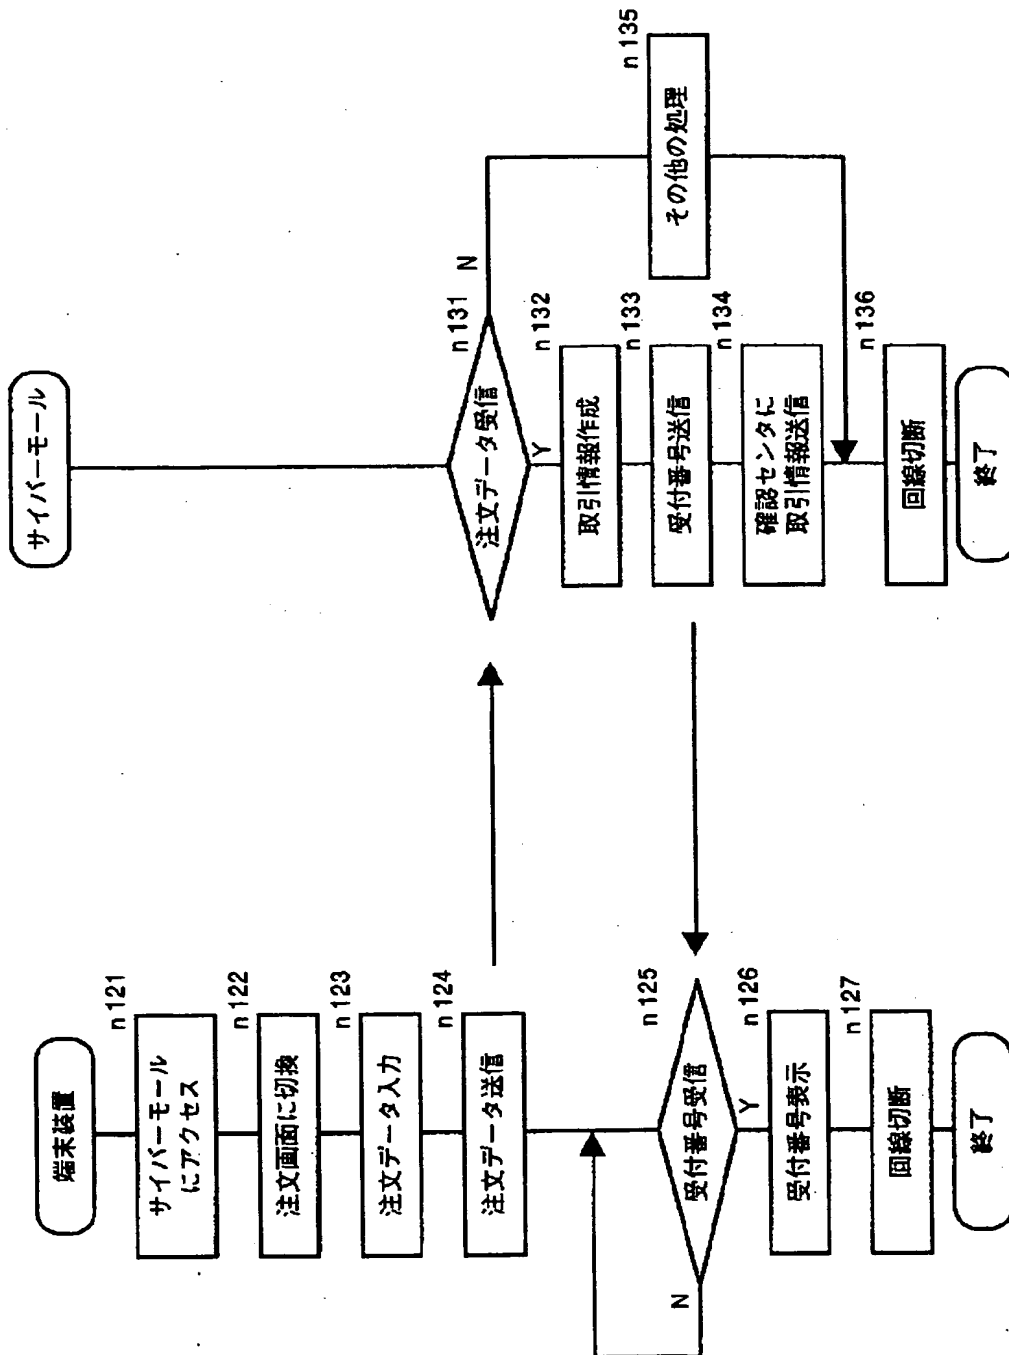 端末装置
n121
サイバーモール
にアクセス
n122
注文画面に切換
n123
注文データ入力
n124
注文データ送信
n125
受付番号受信
N
Y
n126
受付番号表示
n127
回線切断
終了
サイバーモール
n131
注文データ受信
N
Y
n132
取引情報作成
n133
受付番号送信
n134
確認センタに
取引情報送信
n135
その他の処理
n136
回線切断
終了